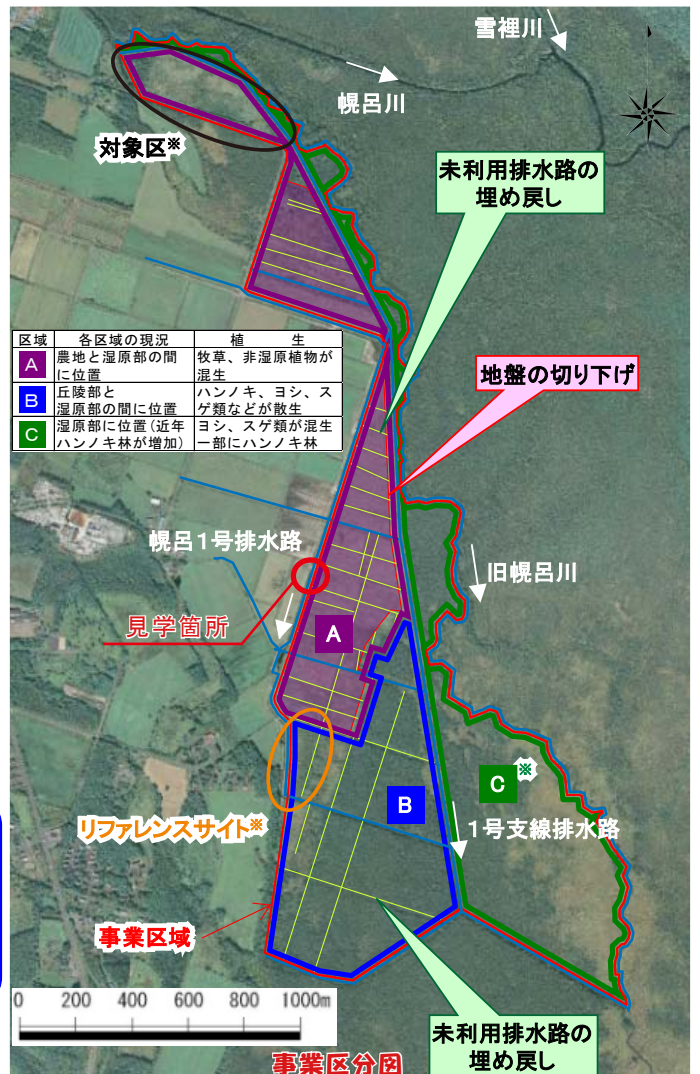 雪裡川
幌呂川
対象区※
未利用排水路の
埋め戻し
区域 各区域の現況 植生
A 農地と湿原部の間に位置 牧草、非湿原植物が混生
B 丘陵部と湿原部の間に位置 ハンノキ、ヨシ、スゲ類などが散生
C 湿原部に位置(近年ハンノキ林が増加) ヨシ、スゲ類が混生一部にハンノキ林
地盤の切り下げ
幌呂1号排水路
旧幌呂川
見学箇所
A
C※
B
1号支線排水路
リファレンスサイト※
事業区域
0 200 400 600 800 1000m
未利用排水路の
埋め戻し
事業区分図